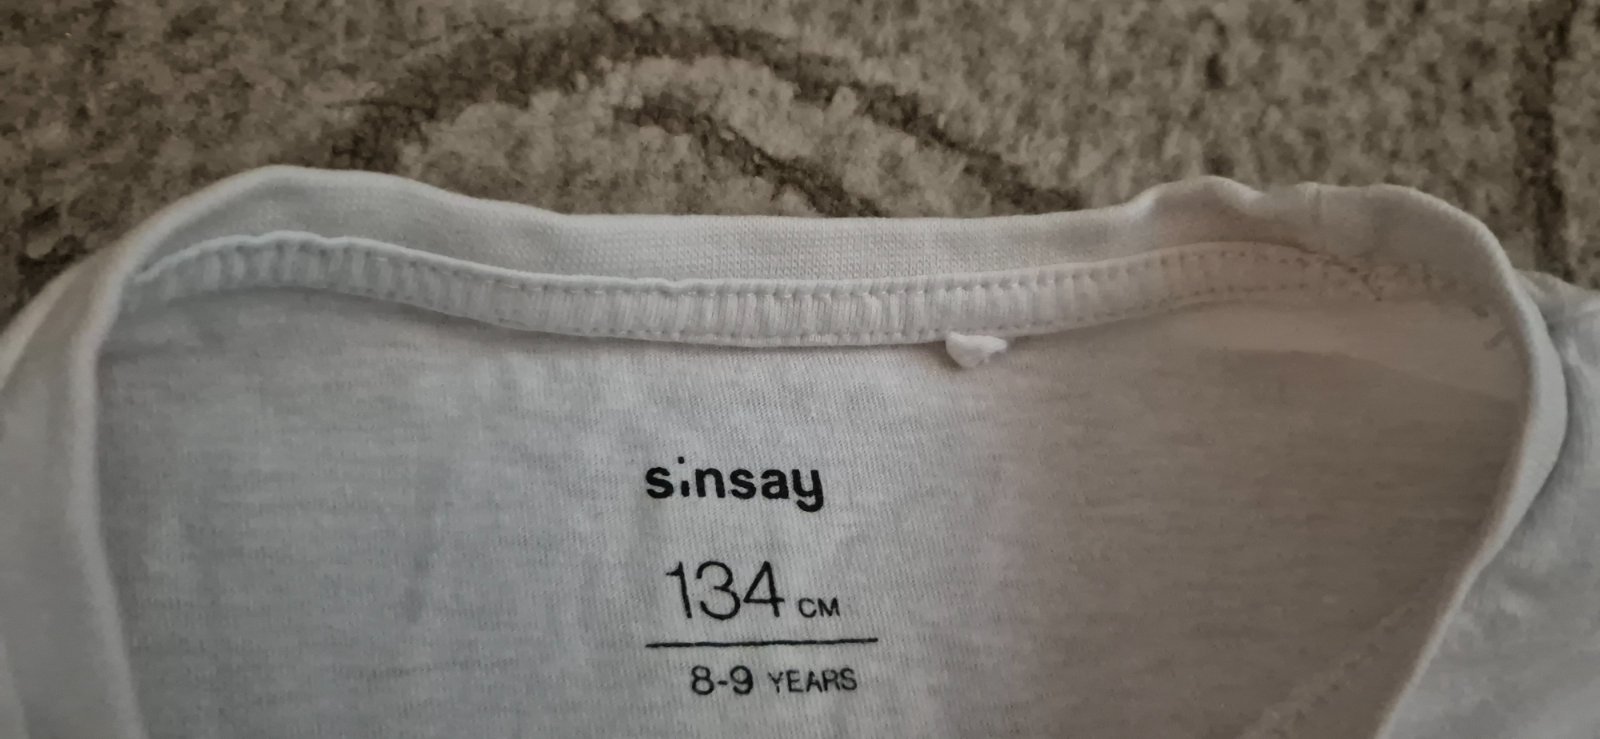 sinsay
134 CM
8-9 YEARS